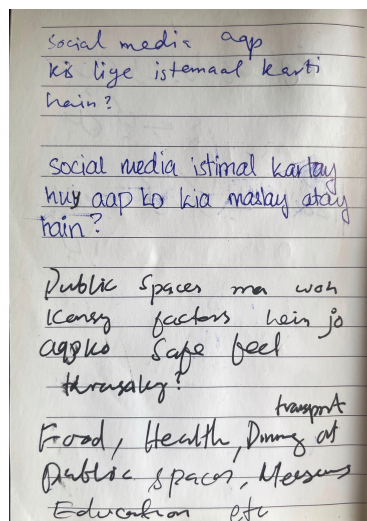 social media aap
kis liye istemaal karti
hain?
social media istimal kartay
huy aap ko kia maslay atay
hain?
Public spaces ma woh
konsy factors hein jo
aapko safe feel
transport
Food, Health, Dining at
Public spaces,
Education etc